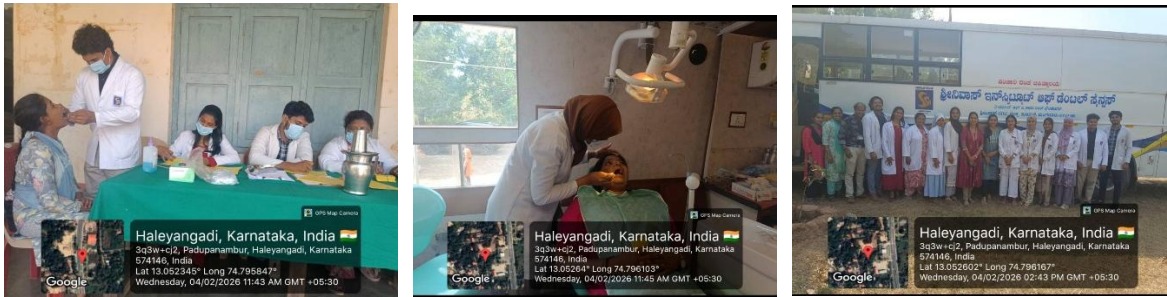 GPS Map Camera
Haleyangadi, Karnataka, India
3q3w+cj2, Padupanambur, Haleyangadi, Karnataka
574146, India
Lat 13.052345° Long 74.795847°
Wednesday, 04/02/2026 11:43 AM GMT +05:30
Google
GPS Map Camera
Haleyangadi, Karnataka, India
3q3w+cj2, Padupanambur, Haleyangadi, Karnataka
574146, India
Lat 13.05264° Long 74.796103°
Wednesday, 04/02/2026 11:45 AM GMT +05:30
Google
ಶ್ರೀನಿವಾಸ್ ಇನ್‌ಸ್ಟಿಟ್ಯೂಟ್ ಆಫ್ ಡೆಂಟಲ್ ಸೈನ್ಸಸ್
GPS Map Camera
Haleyangadi, Karnataka, India
3q3w+cj2, Padupanambur, Haleyangadi, Karnataka
574146, India
Lat 13.052602° Long 74.796167°
Wednesday, 04/02/2026 02:43 PM GMT +05:30
Google